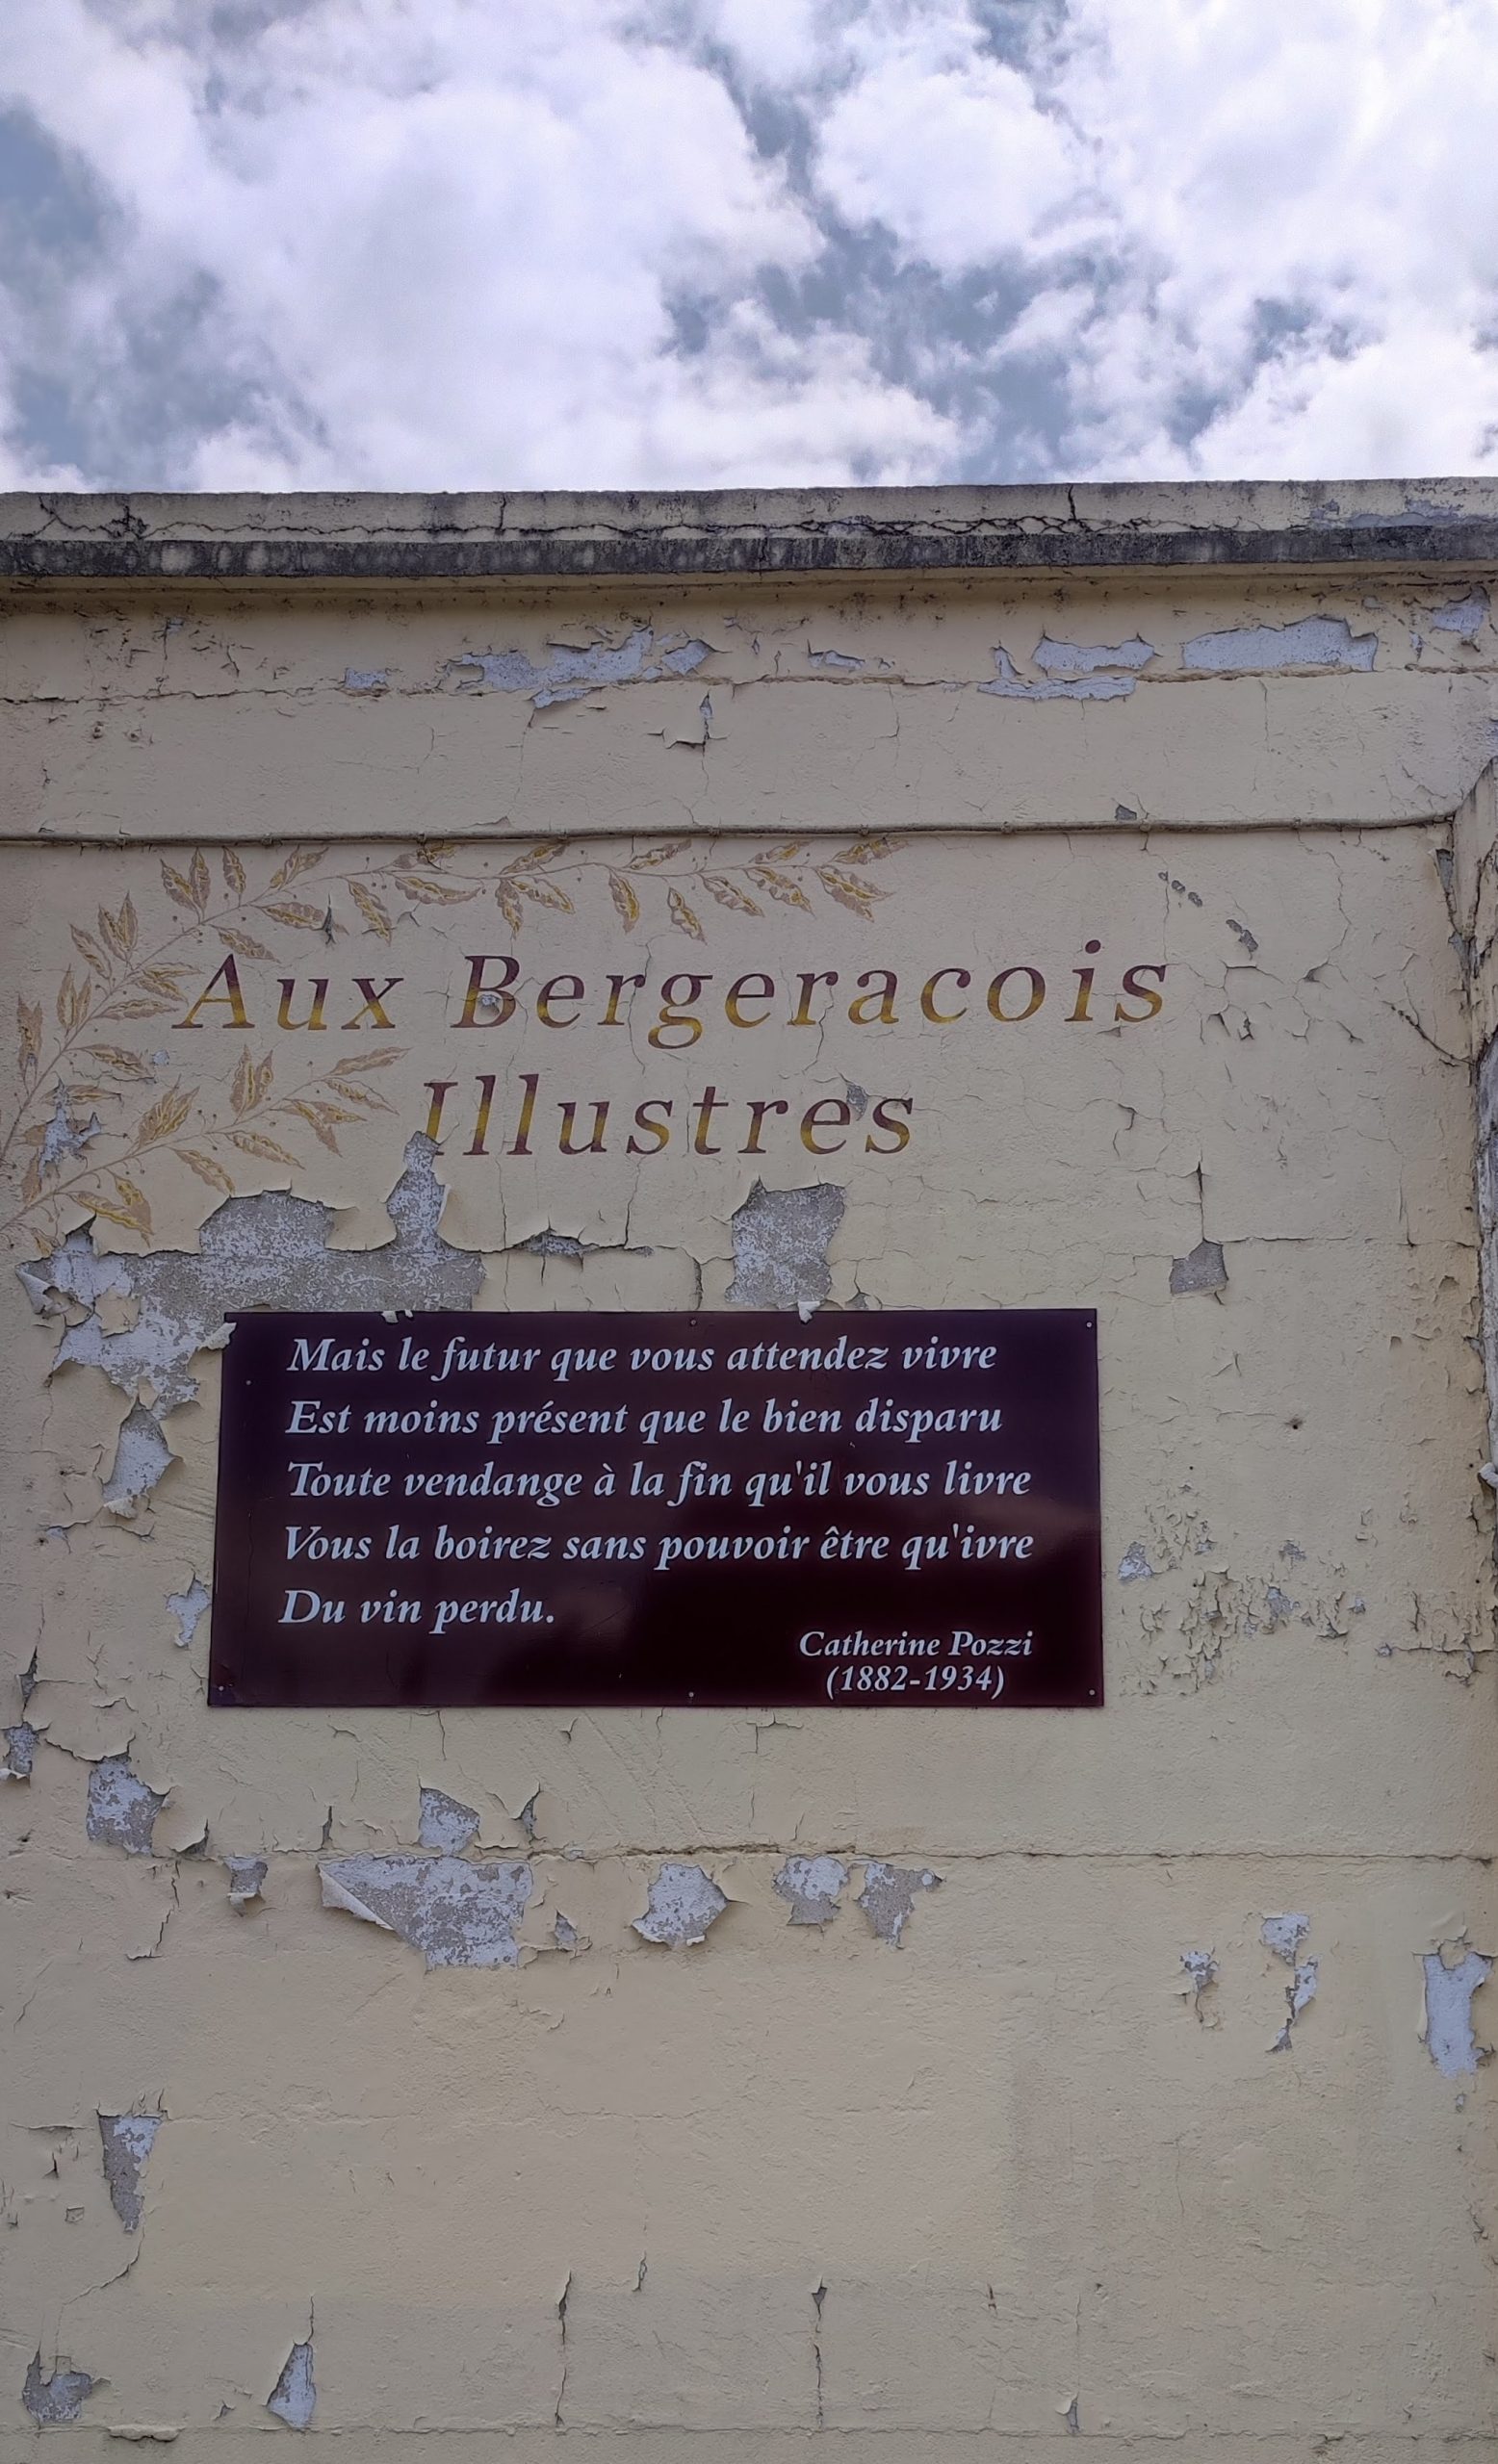 Aux Bergeracois
Illustres
Mais le futur que vous attendez vivre
Est moins présent que le bien disparu
Toute vendange à la fin qu'il vous livre
Vous la boirez sans pouvoir être qu'ivre
Du vin perdu.
Catherine Pozzi
(1882-1934)